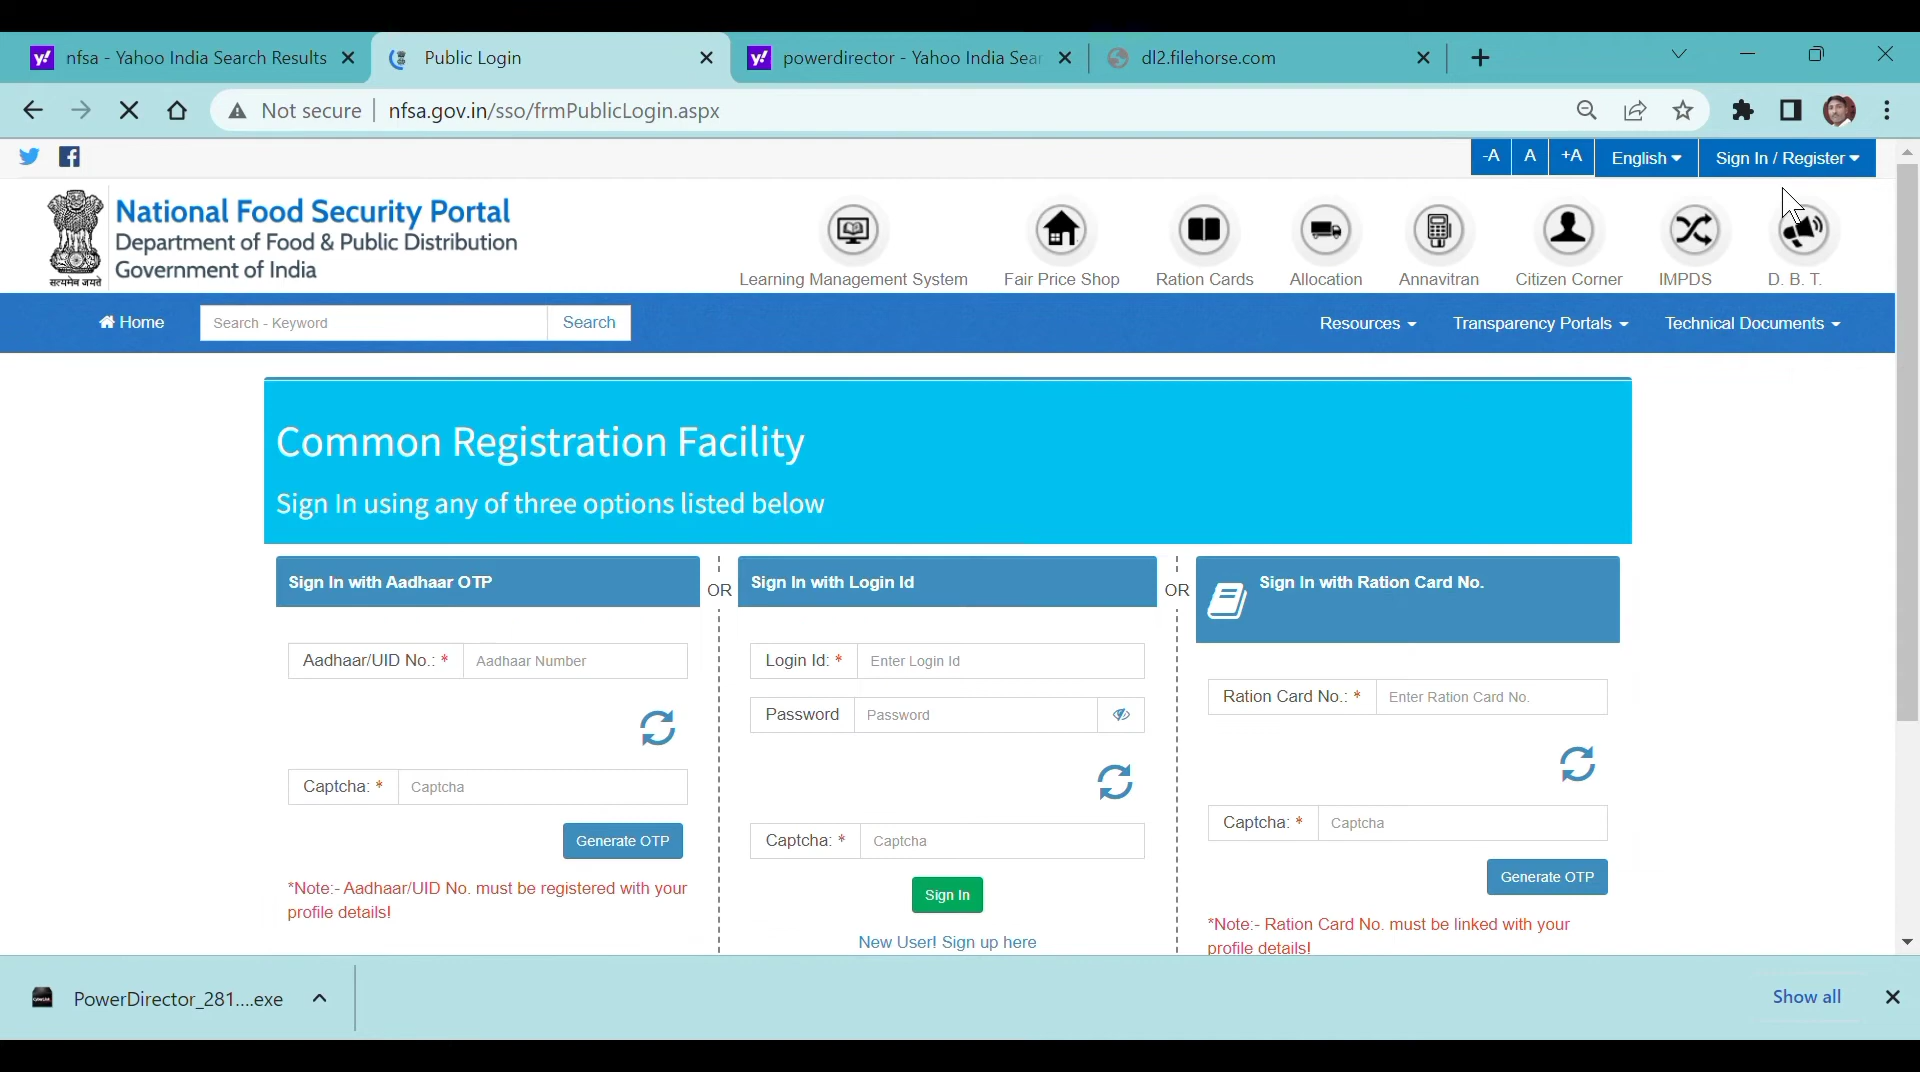 nfsa - Yahoo India Search Results
Public Login
powerdirector - Yahoo India Sear
dl2.filehorse.com
Not secure
nfsa.gov.in/sso/frmPublicLogin.aspx
-A
A
+A
English
Sign In / Register
National Food Security Portal
Department of Food & Public Distribution
Government of India
सत्यमेव जयते
Learning Management System
Fair Price Shop
Ration Cards
Allocation
Annavitran
Citizen Corner
IMPDS
D. B. T.
Home
Search - Keyword
Search
Resources
Transparency Portals
Technical Documents
Common Registration Facility
Sign In using any of three options listed below
Sign In with Aadhaar OTP
OR
Sign In with Login Id
OR
Sign In with Ration Card No.
Aadhaar/UID No.: *
Aadhaar Number
Captcha: *
Captcha
Generate OTP
*Note:- Aadhaar/UID No. must be registered with your
profile details!
Login Id: *
Enter Login Id
Password
Password
Captcha: *
Captcha
Sign In
New User! Sign up here
Ration Card No.: *
Enter Ration Card No.
Captcha: *
Captcha
Generate OTP
*Note:- Ration Card No. must be linked with your
profile details!
PowerDirector_281....exe
Show all